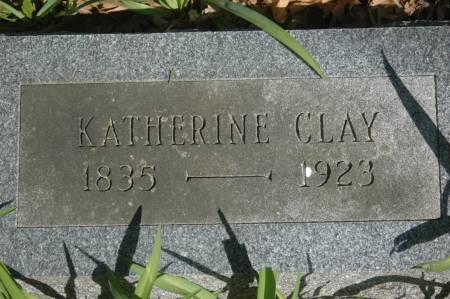 KATHERINE CLAY
1835 — 1923